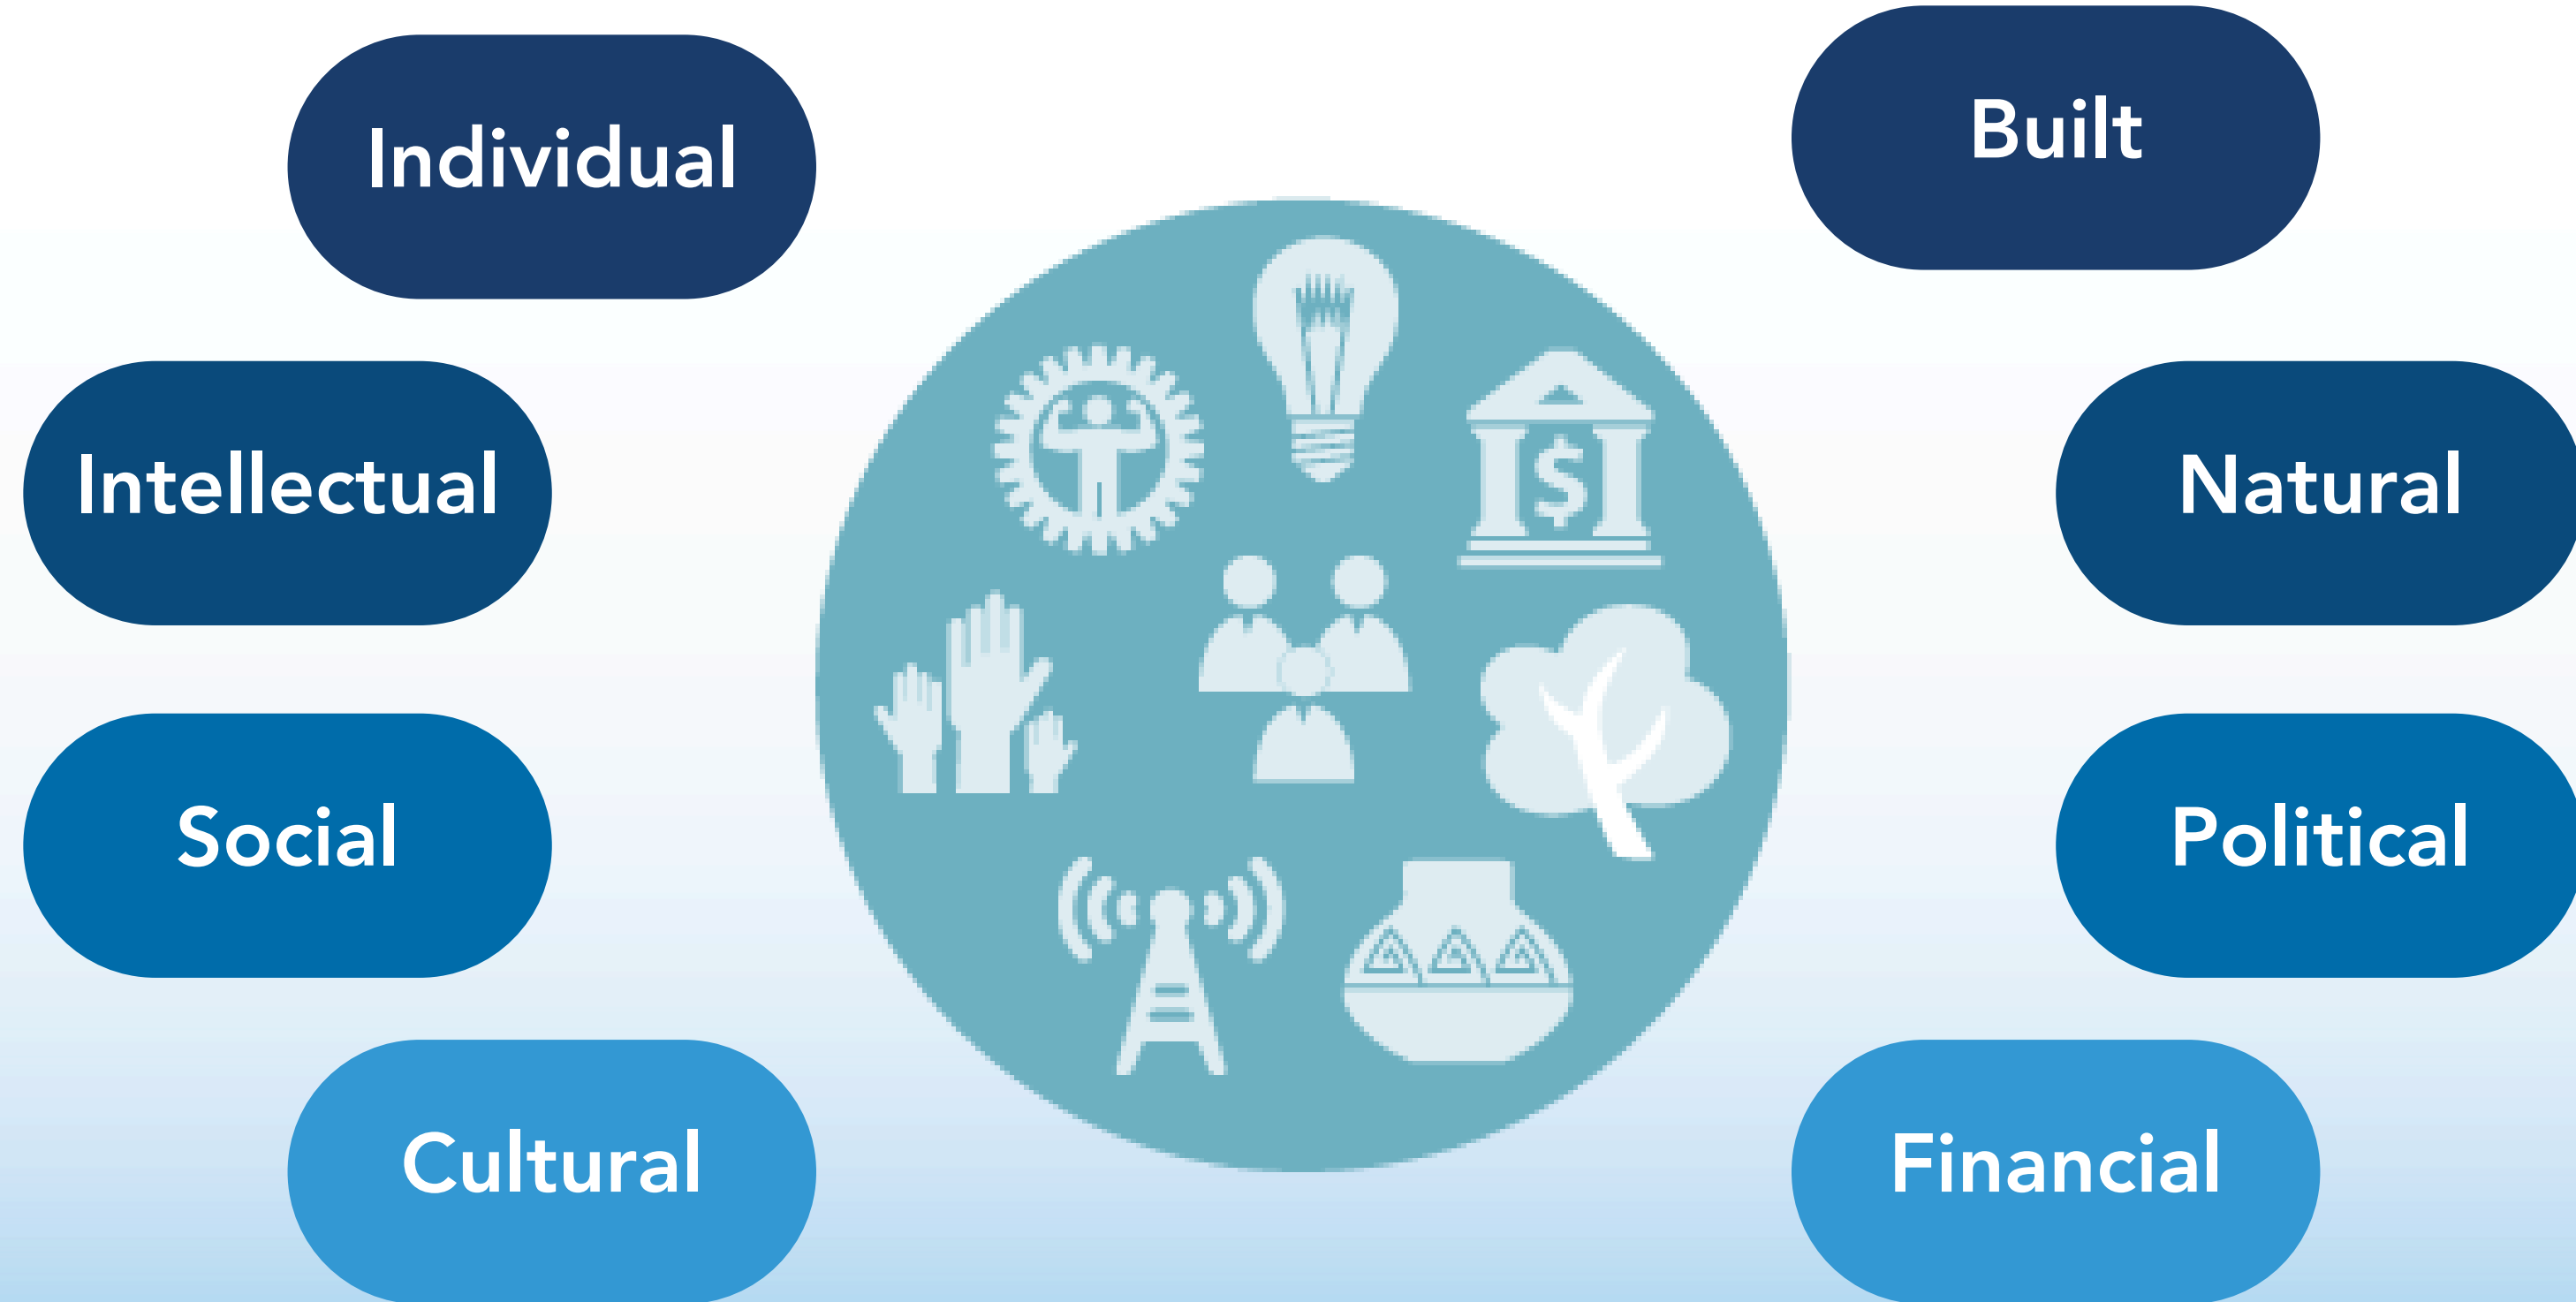 Individual
Built
Intellectual
Natural
Social
Political
Cultural
Financial
$